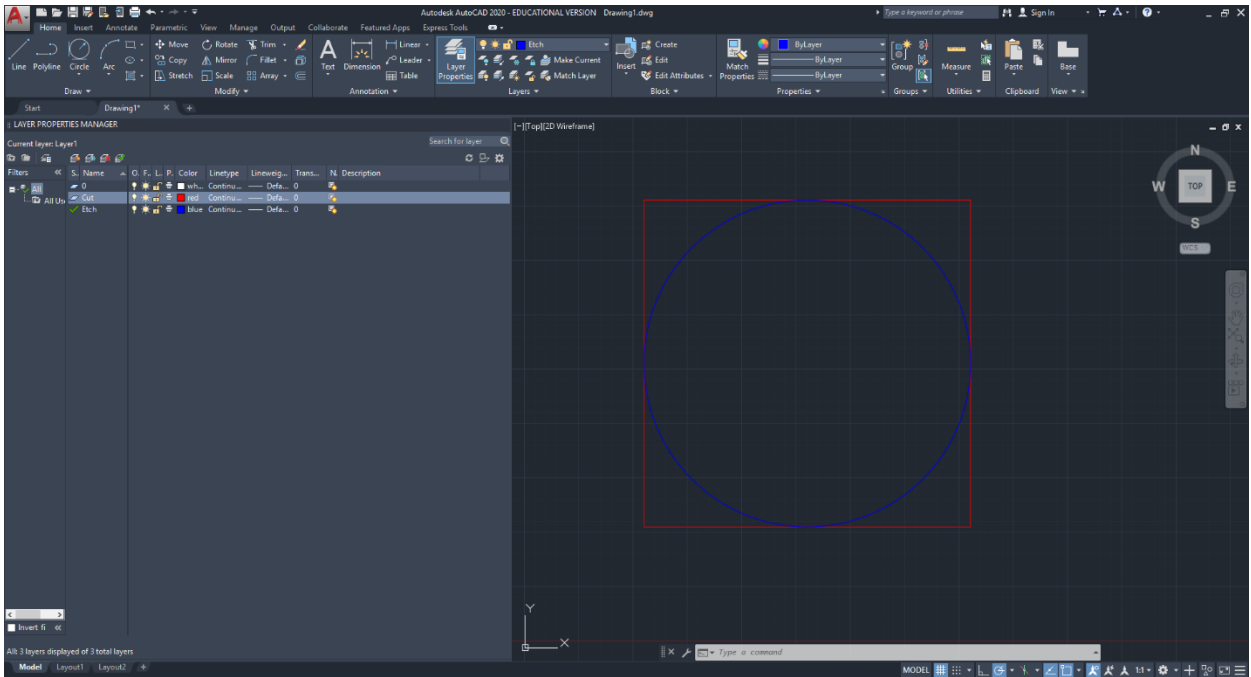 Autodesk AutoCAD 2020 - EDUCATIONAL VERSION Drawing1.dwg
Type a keyword or phrase
Sign In
Home Insert Annotate Parametric View Manage Output Collaborate Featured Apps Express Tools
Move Rotate Trim Linear Etch Create ByLayer
Copy Mirror Fillet Leader Make Current Edit ByLayer
Line Polyline Circle Arc Text Dimension Layer Insert Match Group Measure Paste Base
Stretch Scale Array Table Properties Match Layer Edit Attributes Properties ByLayer
Draw Modify Annotation Layers Block Properties Groups Utilities Clipboard View
Start Drawing1*
LAYER PROPERTIES MANAGER
Current layer: Layer1
Search for layer
Filters S.. Name O. F.. L.. P.. Color Linetype Lineweig... Trans... N. Description
All
All Us
0 wh... Continu... Defa... 0
Cut red Continu... Defa... 0
Etch blue Continu... Defa... 0
Invert fi
All: 3 layers displayed of 3 total layers
[−][Top][2D Wireframe]
N
W TOP E
S
WCS
Y
X
Type a command
Model Layout1 Layout2
MODEL 1:1